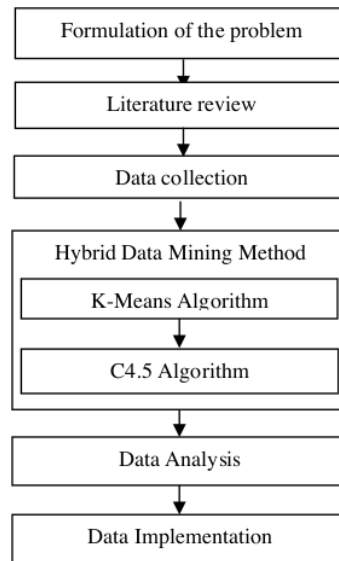 Formulation of the problem
Literature review
Data collection
Hybrid Data Mining Method
K-Means Algorithm
C4.5 Algorithm
Data Analysis
Data Implementation